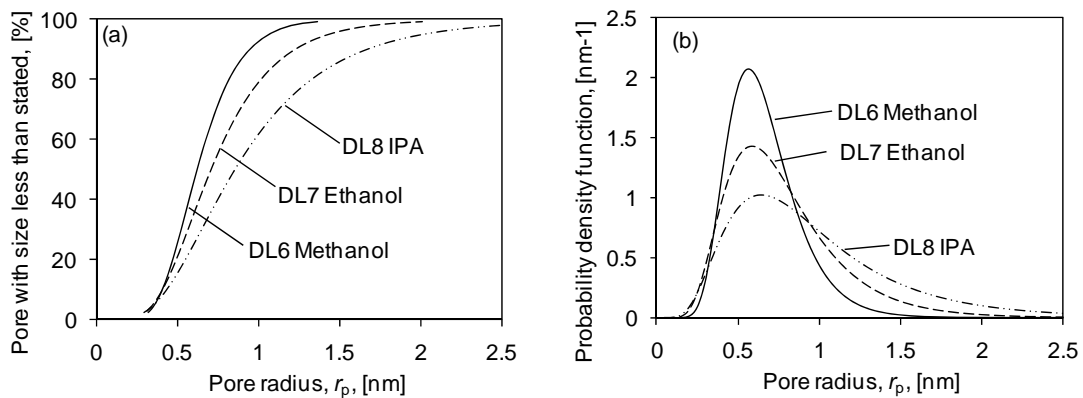 (a)
Pore with size less than stated, [%]
100
80
60
40
20
0
DL8 IPA
DL7 Ethanol
DL6 Methanol
0 0.5 1 1.5 2 2.5
Pore radius, rp, [nm]
(b)
Probability density function, [nm-1]
2.5
2
1.5
1
0.5
0
DL6 Methanol
DL7 Ethanol
DL8 IPA
0 0.5 1 1.5 2 2.5
Pore radius, rp, [nm]